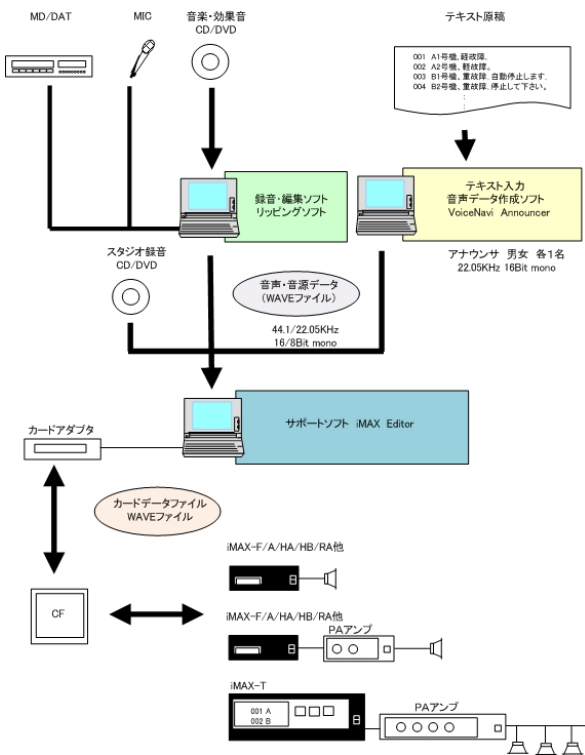 MD/DAT
MIC
音楽・効果音
CD/DVD
テキスト原稿
001 A1号機、軽故障.
002 A2号機、軽故障。
003 B1号機、重故障. 自動停止します.
004 B2号機、重故障. 停止して下さい。
録音・編集ソフト
リッピングソフト
テキスト入力
音声データ作成ソフト
VoiceNavi Announcer
アナウンサ 男女 各1名
22.05KHz 16Bit mono
スタジオ録音
CD/DVD
音声・音源データ
(WAVEファイル)
44.1/22.05KHz
16/8Bit mono
サポートソフト iMAX Editor
カードアダプタ
カードデータファイル
WAVEファイル
iMAX-F/A/HA/HB/RA他
CF
iMAX-F/A/HA/HB/RA他
PAアンプ
iMAX-T
001 A
002 B
PAアンプ